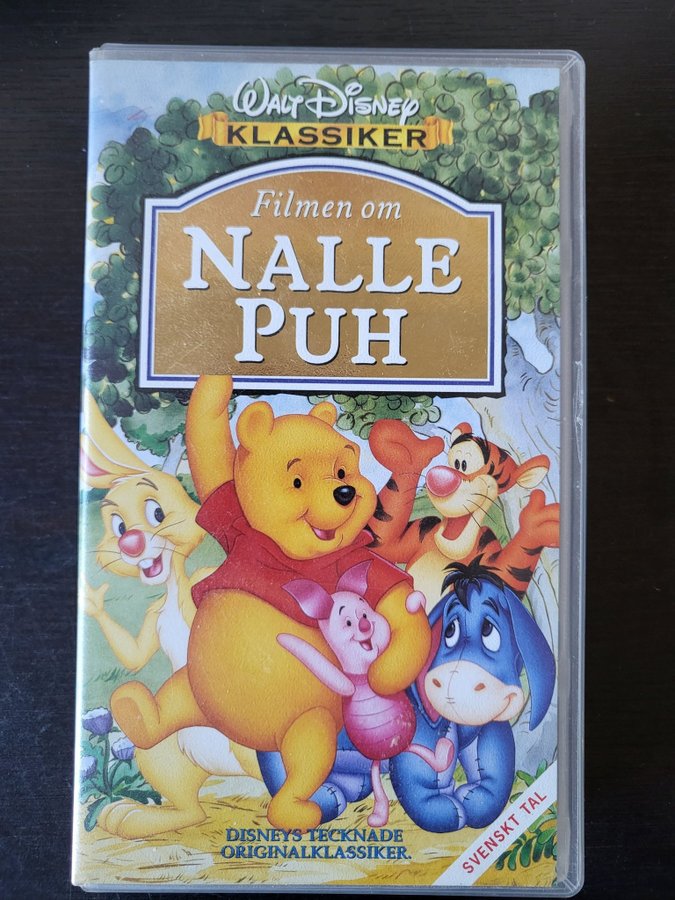 WALT DISNEY
KLASSIKER
Filmen om
NALLE
PUH
DISNEYS TECKNADE
ORIGINALKLASSIKER.
SVENSKT TAL